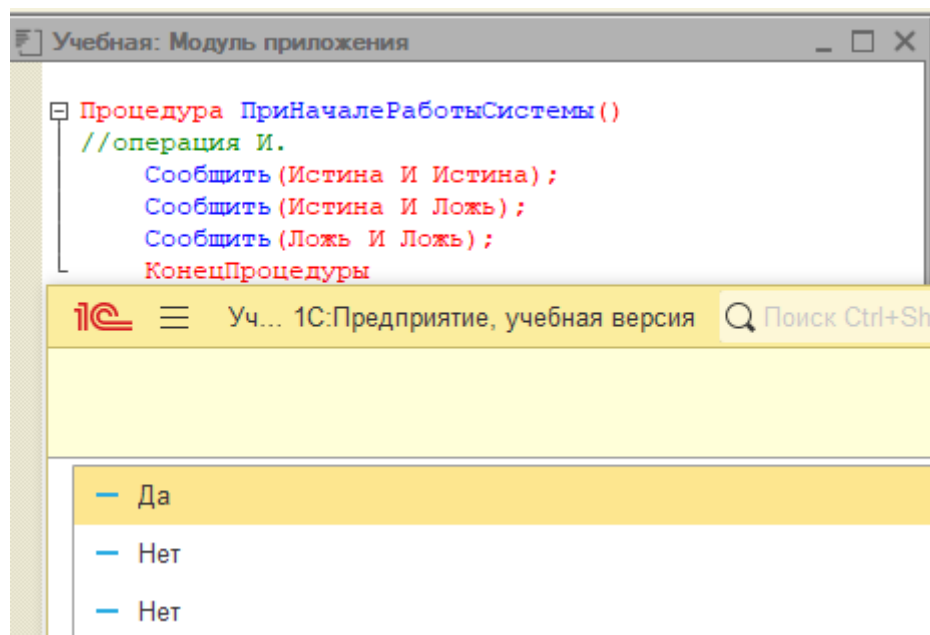 Учебная: Модуль приложения
Процедура ПриНачалеРаботыСистемы()
//операция И.
Сообщить(Истина И Истина);
Сообщить(Истина И Ложь);
Сообщить(Ложь И Ложь);
КонецПроцедуры
1С Уч... 1С:Предприятие, учебная версия Поиск Ctrl+Sh
Да
Нет
Нет